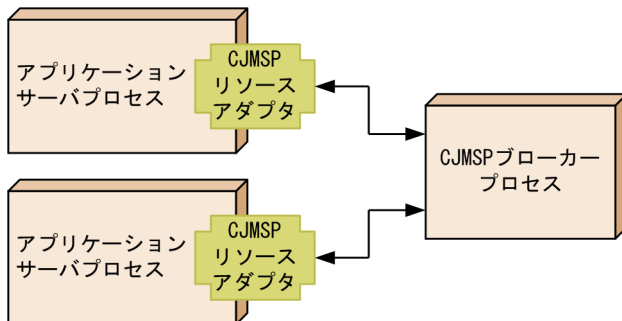 アプリケーション
サーバプロセス
CJMSP
リソース
アダプタ
CJMSPブローカー
プロセス
アプリケーション
サーバプロセス
CJMSP
リソース
アダプタ